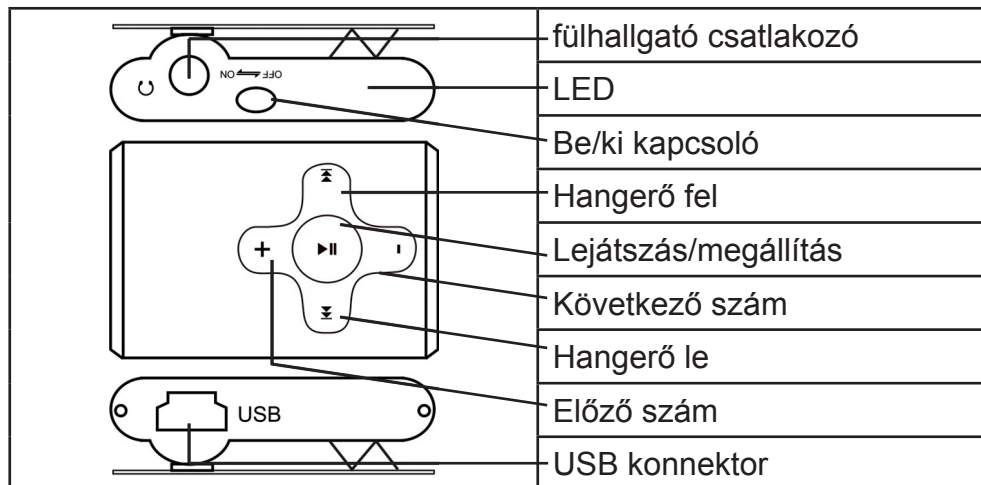 fülhallgató csatlakozó
NO OFF
LED
Be/ki kapcsoló
Hangerő fel
Lejátszás/megállítás
+
-
Következő szám
Hangerő le
Előző szám
USB
USB konnektor